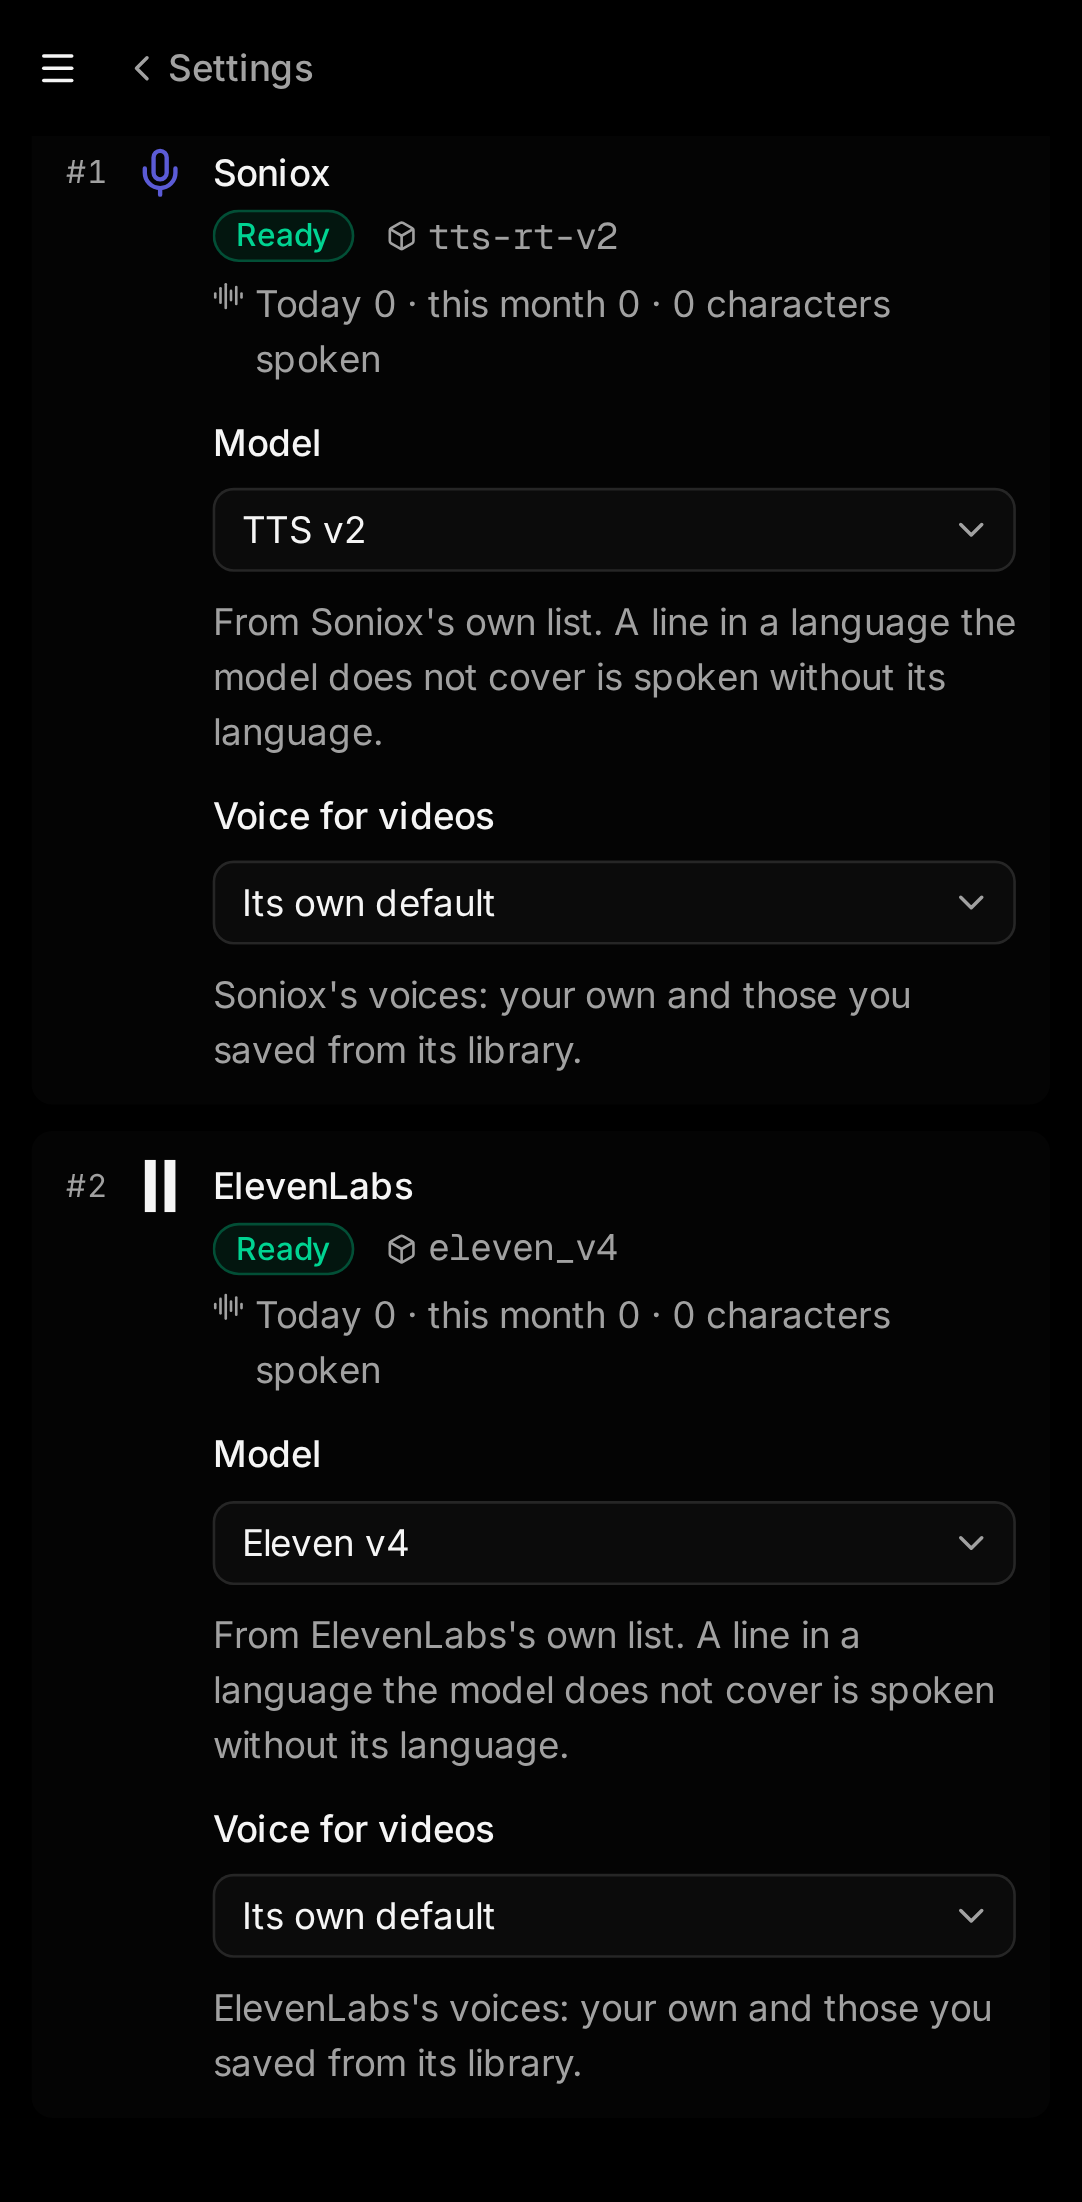 Settings
#1 Soniox
Ready tts-rt-v2
Today 0 · this month 0 · 0 characters
spoken
Model
TTS v2
From Soniox's own list. A line in a language the
model does not cover is spoken without its
language.
Voice for videos
Its own default
Soniox's voices: your own and those you
saved from its library.
#2 ElevenLabs
Ready eleven_v4
Today 0 · this month 0 · 0 characters
spoken
Model
Eleven v4
From ElevenLabs's own list. A line in a
language the model does not cover is spoken
without its language.
Voice for videos
Its own default
ElevenLabs's voices: your own and those you
saved from its library.